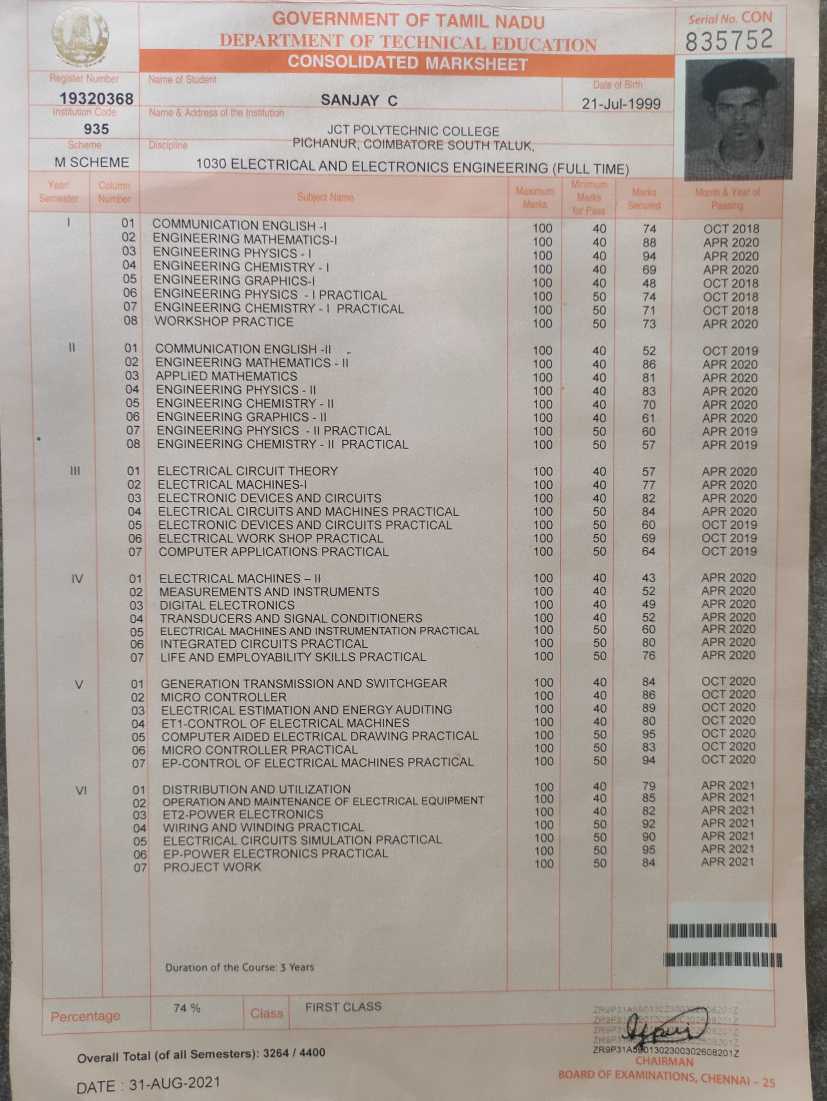 GOVERNMENT OF TAMIL NADU
DEPARTMENT OF TECHNICAL EDUCATION
CONSOLIDATED MARKSHEET
Serial No. CON
835752
Register Number Name of Student Date of Birth
19320368 SANJAY C 21-Jul-1999
Institution Code Name & Address of the Institution
935 JCT POLYTECHNIC COLLEGE
PICHANUR, COIMBATORE SOUTH TALUK,
Scheme Discipline
M SCHEME 1030 ELECTRICAL AND ELECTRONICS ENGINEERING (FULL TIME)
Year/ Semester Column Number Subject Name Maximum Marks Minimum Marks for Pass Marks Secured Month & Year of Passing
I 01 COMMUNICATION ENGLISH -I 100 40 74 OCT 2018
02 ENGINEERING MATHEMATICS-I 100 40 88 APR 2020
03 ENGINEERING PHYSICS - I 100 40 94 APR 2020
04 ENGINEERING CHEMISTRY - I 100 40 69 APR 2020
05 ENGINEERING GRAPHICS-I 100 40 48 OCT 2018
06 ENGINEERING PHYSICS - I PRACTICAL 100 50 74 OCT 2018
07 ENGINEERING CHEMISTRY - I PRACTICAL 100 50 71 OCT 2018
08 WORKSHOP PRACTICE 100 50 73 APR 2020
II 01 COMMUNICATION ENGLISH -II 100 40 52 OCT 2019
02 ENGINEERING MATHEMATICS - II 100 40 86 APR 2020
03 APPLIED MATHEMATICS 100 40 81 APR 2020
04 ENGINEERING PHYSICS - II 100 40 83 APR 2020
05 ENGINEERING CHEMISTRY - II 100 40 70 APR 2020
06 ENGINEERING GRAPHICS - II 100 40 61 APR 2020
07 ENGINEERING PHYSICS - II PRACTICAL 100 50 60 APR 2019
08 ENGINEERING CHEMISTRY - II PRACTICAL 100 50 57 APR 2019
III 01 ELECTRICAL CIRCUIT THEORY 100 40 57 APR 2020
02 ELECTRICAL MACHINES-I 100 40 77 APR 2020
03 ELECTRONIC DEVICES AND CIRCUITS 100 40 82 APR 2020
04 ELECTRICAL CIRCUITS AND MACHINES PRACTICAL 100 50 84 APR 2020
05 ELECTRONIC DEVICES AND CIRCUITS PRACTICAL 100 50 60 OCT 2019
06 ELECTRICAL WORK SHOP PRACTICAL 100 50 69 OCT 2019
07 COMPUTER APPLICATIONS PRACTICAL 100 50 64 OCT 2019
IV 01 ELECTRICAL MACHINES – II 100 40 43 APR 2020
02 MEASUREMENTS AND INSTRUMENTS 100 40 52 APR 2020
03 DIGITAL ELECTRONICS 100 40 49 APR 2020
04 TRANSDUCERS AND SIGNAL CONDITIONERS 100 40 52 APR 2020
05 ELECTRICAL MACHINES AND INSTRUMENTATION PRACTICAL 100 50 60 APR 2020
06 INTEGRATED CIRCUITS PRACTICAL 100 50 80 APR 2020
07 LIFE AND EMPLOYABILITY SKILLS PRACTICAL 100 50 76 APR 2020
V 01 GENERATION TRANSMISSION AND SWITCHGEAR 100 40 84 OCT 2020
02 MICRO CONTROLLER 100 40 86 OCT 2020
03 ELECTRICAL ESTIMATION AND ENERGY AUDITING 100 40 89 OCT 2020
04 ET1-CONTROL OF ELECTRICAL MACHINES 100 40 80 OCT 2020
05 COMPUTER AIDED ELECTRICAL DRAWING PRACTICAL 100 50 95 OCT 2020
06 MICRO CONTROLLER PRACTICAL 100 50 83 OCT 2020
07 EP-CONTROL OF ELECTRICAL MACHINES PRACTICAL 100 50 94 OCT 2020
VI 01 DISTRIBUTION AND UTILIZATION 100 40 79 APR 2021
02 OPERATION AND MAINTENANCE OF ELECTRICAL EQUIPMENT 100 40 85 APR 2021
03 ET2-POWER ELECTRONICS 100 40 82 APR 2021
04 WIRING AND WINDING PRACTICAL 100 50 92 APR 2021
05 ELECTRICAL CIRCUITS SIMULATION PRACTICAL 100 50 90 APR 2021
06 EP-POWER ELECTRONICS PRACTICAL 100 50 95 APR 2021
07 PROJECT WORK 100 50 84 APR 2021
Duration of the Course: 3 Years
Percentage 74 % Class FIRST CLASS
Overall Total (of all Semesters): 3264 / 4400
CHAIRMAN
BOARD OF EXAMINATIONS, CHENNAI – 25
DATE : 31-AUG-2021